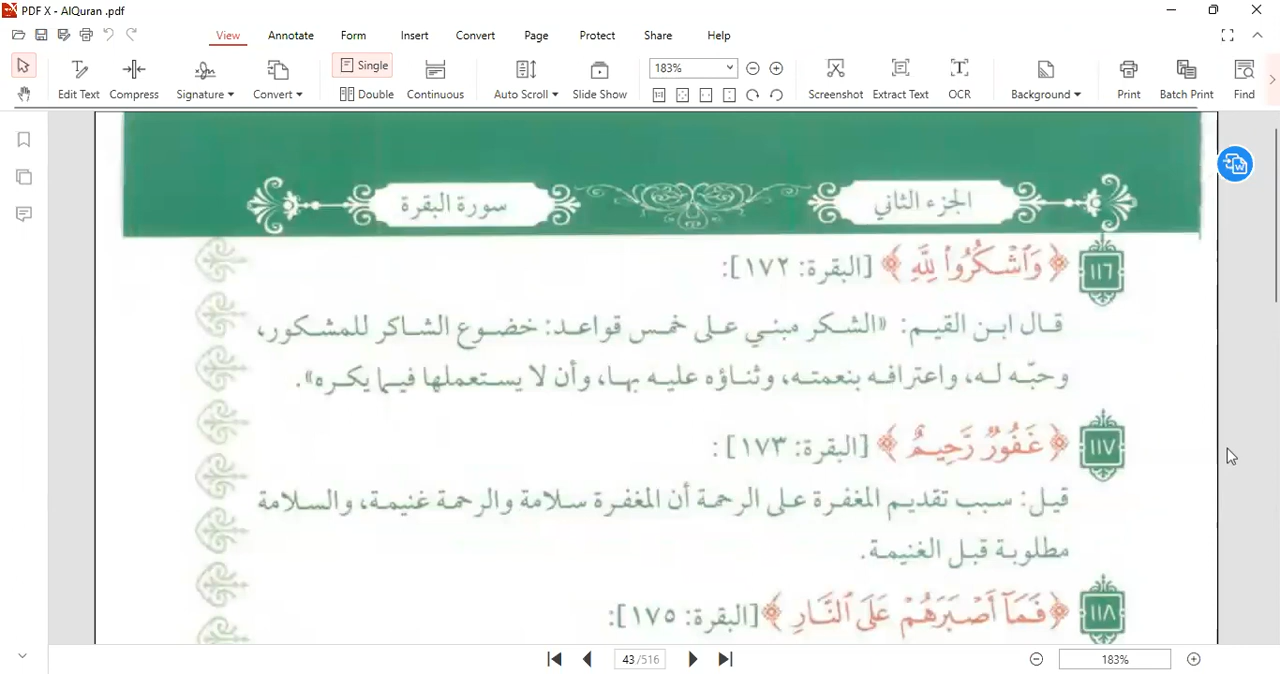 PDF X - AlQuran .pdf
View Annotate Form Insert Convert Page Protect Share Help
Edit Text Compress Signature Convert Single Double Continuous Auto Scroll Slide Show 183% Screenshot Extract Text OCR Background Print Batch Print Find
الجزء الثاني
سورة البقرة
١١٦ ﴿وَٱشْكُرُوا۟ لِلَّهِ﴾ [البقرة: ١٧٢]:
قال ابن القيم: «الشكر مبني على خمس قواعد: خضوع الشاكر للمشكور،
وحبّه له، واعترافه بنعمته، وثناؤه عليه بها، وأن لا يستعملها فيما يكره».
١١٧ ﴿غَفُورٌ رَّحِيمٌ﴾ [البقرة: ١٧٣] :
قيل: سبب تقديم المغفرة على الرحمة أن المغفرة سلامة والرحمة غنيمة، والسلامة
مطلوبة قبل الغنيمة.
١١٨ ﴿فَمَآ أَصْبَرَهُمْ عَلَى ٱلنَّارِ﴾ [البقرة: ١٧٥]:
43/516 183%